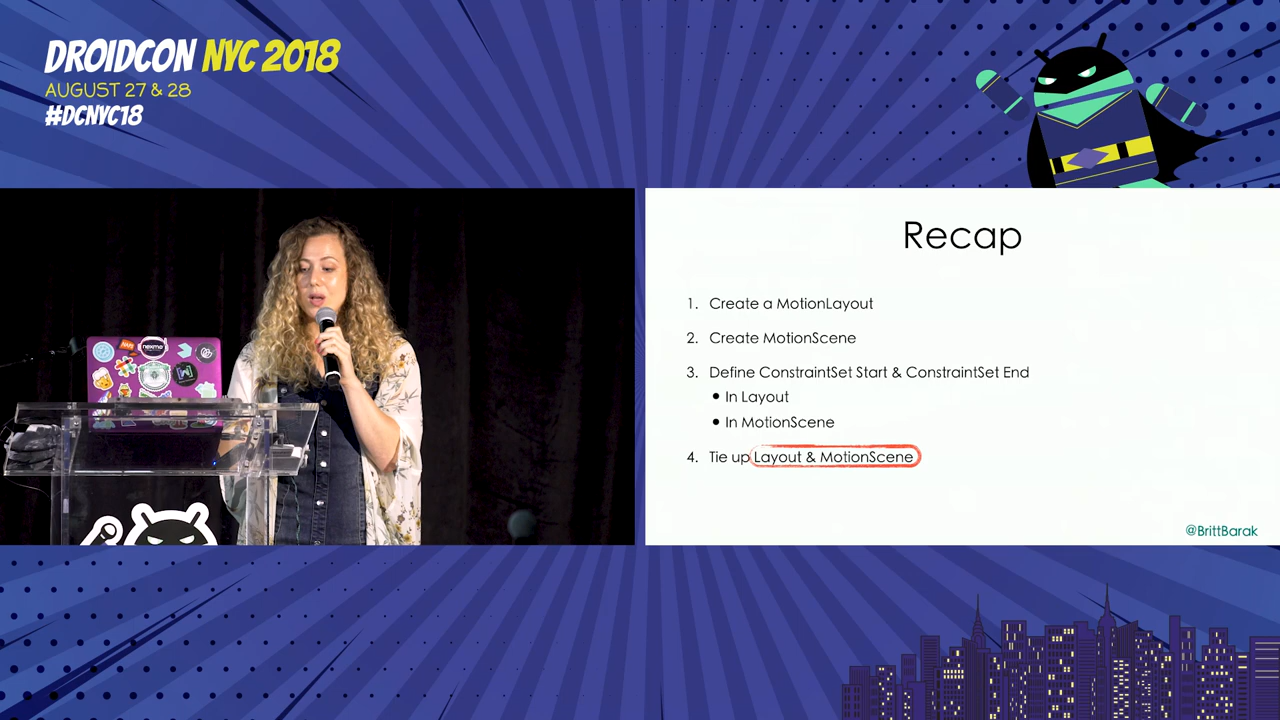 DROIDCON NYC 2018
AUGUST 27 & 28
#DCNYC18
nexmo
Recap
1. Create a MotionLayout
2. Create MotionScene
3. Define ConstraintSet Start & ConstraintSet End
• In Layout
• In MotionScene
4. Tie up Layout & MotionScene
@BrittBarak